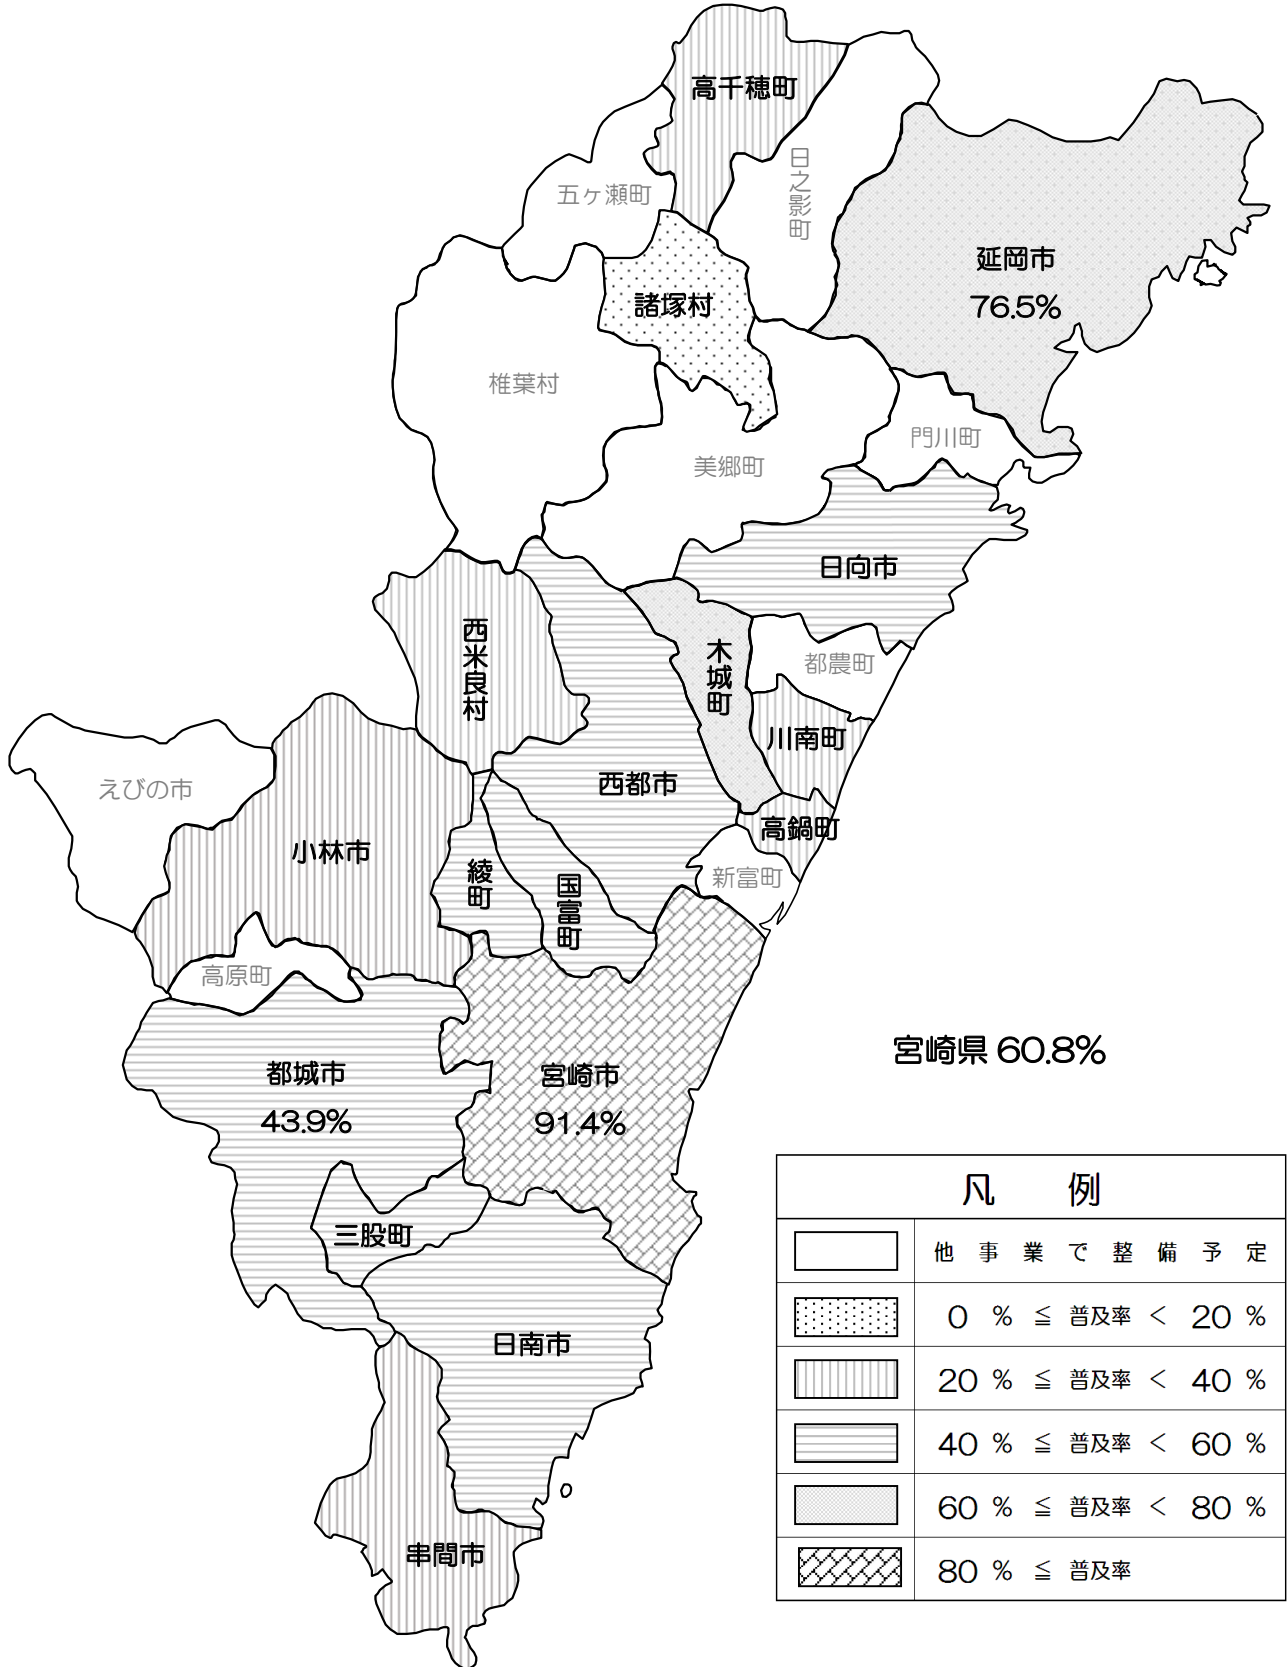 高千穂町
日之影町
五ヶ瀬町
延岡市
76.5%
諸塚村
椎葉村
門川町
美郷町
日向市
西米良村
木城町
都農町
川南町
西都市
えびの市
高鍋町
小林市
綾町
国富町
新富町
高原町
宮崎県 60.8%
都城市
43.9%
宮崎市
91.4%
三股町
日南市
串間市
凡 例
他事業で整備予定
0 % ≦ 普及率 < 20 %
20 % ≦ 普及率 < 40 %
40 % ≦ 普及率 < 60 %
60 % ≦ 普及率 < 80 %
80 % ≦ 普及率